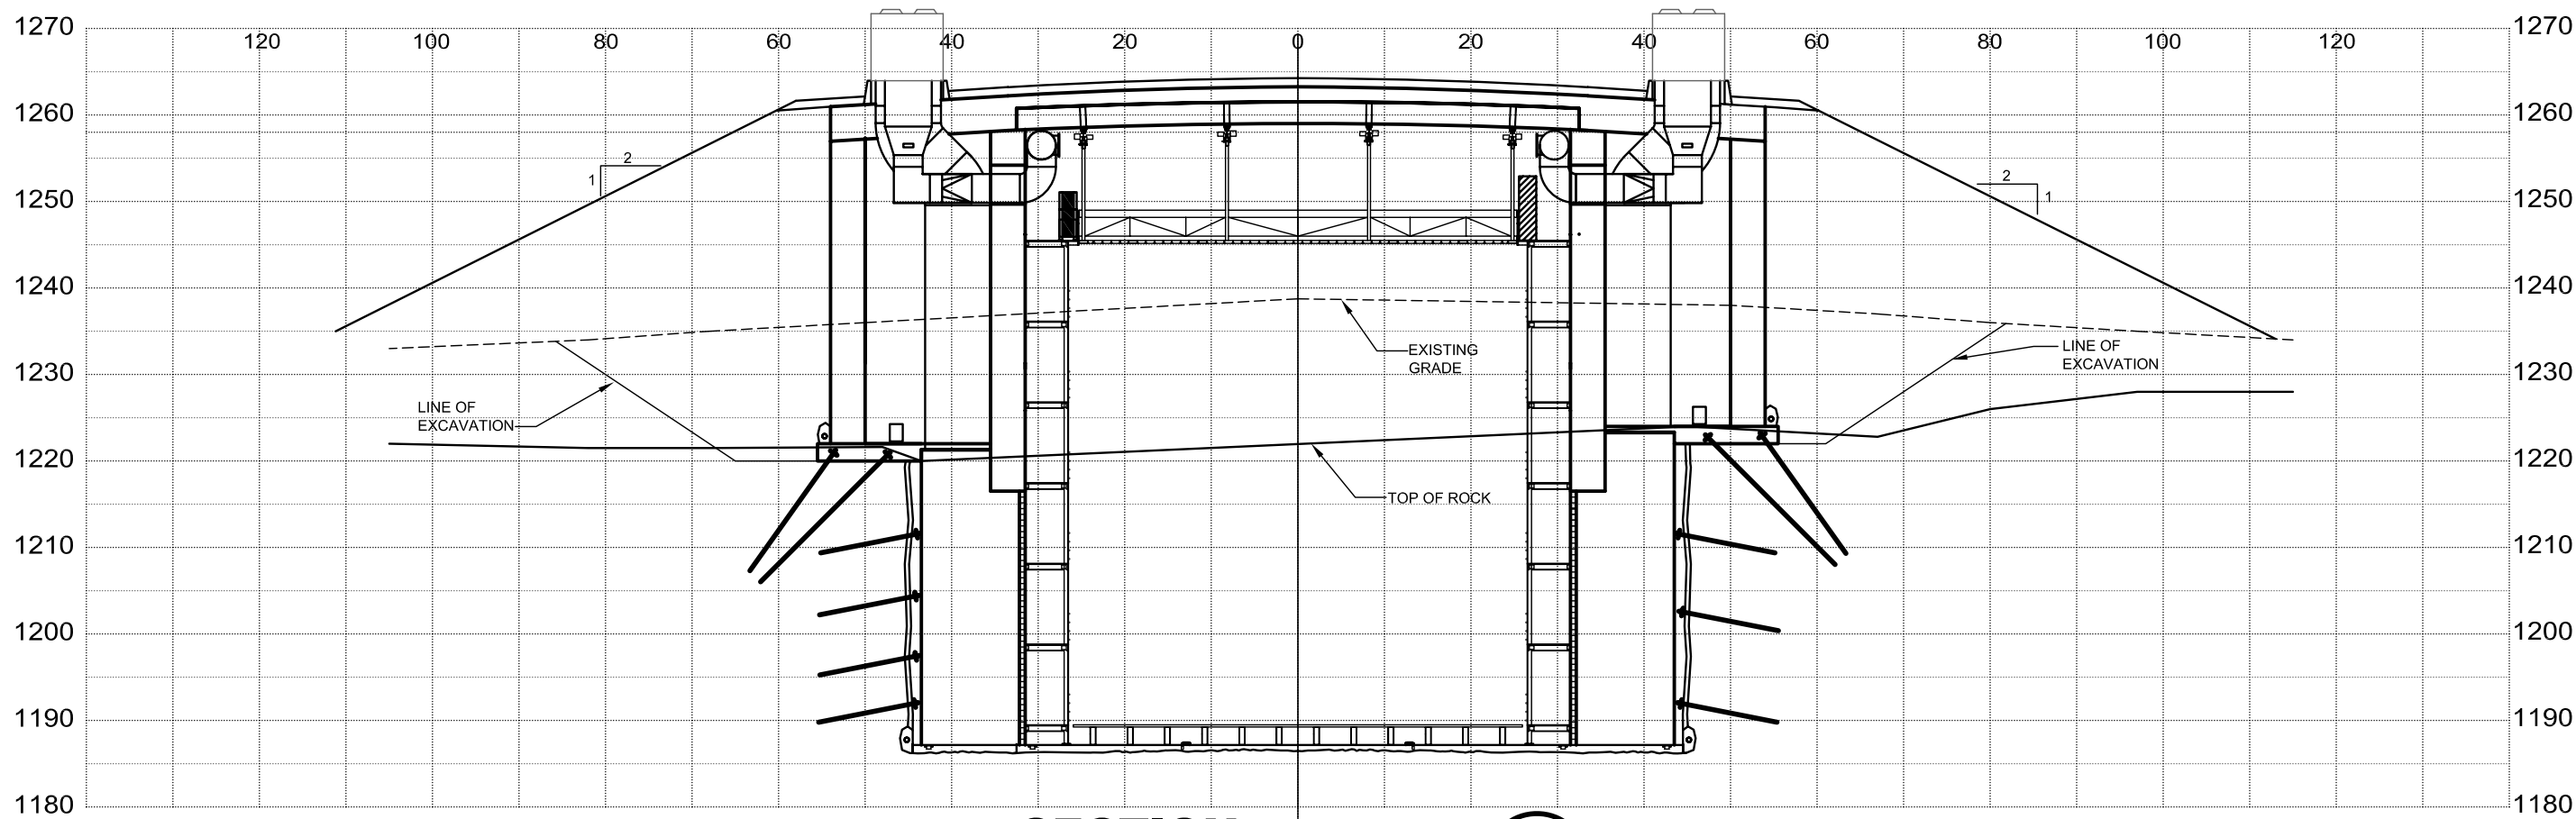 1270 1270
120 100 80 60 40 20 0 20 40 60 80 100 120
1260 1260
2
1
2
1
1250 1250
1240 1240
EXISTING
GRADE
LINE OF
EXCAVATION
1230 1230
LINE OF
EXCAVATION
1220 1220
TOP OF ROCK
1210 1210
1200 1200
1190 1190
1180 1180
SECTION